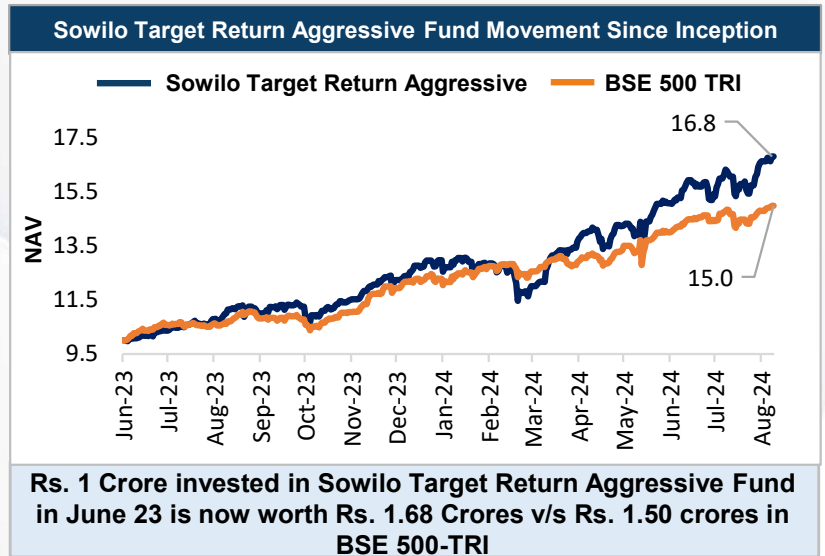 Sowilo Target Return Aggressive Fund Movement Since Inception
Sowilo Target Return Aggressive BSE 500 TRI
16.8
17.5
15.5
13.5
11.5
9.5
NAV
15.0
Jun-23 Jul-23 Aug-23 Sep-23 Oct-23 Nov-23 Dec-23 Jan-24 Feb-24 Mar-24 Apr-24 May-24 Jun-24 Jul-24 Aug-24
Rs. 1 Crore invested in Sowilo Target Return Aggressive Fund
in June 23 is now worth Rs. 1.68 Crores v/s Rs. 1.50 crores in
BSE 500-TRI